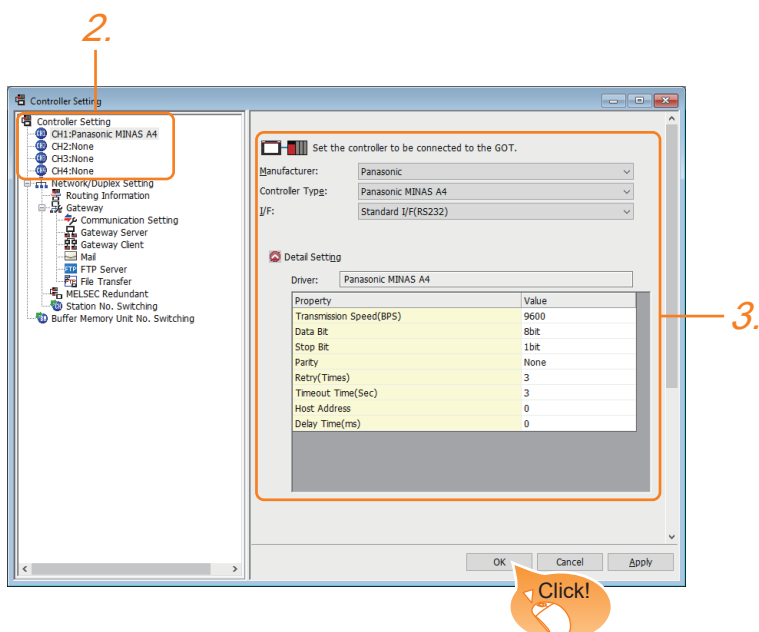 2.
Controller Setting
Controller Setting
CH1:Panasonic MINAS A4
CH2:None
CH3:None
CH4:None
Network/Duplex Setting
Routing Information
Gateway
Communication Setting
Gateway Server
Gateway Client
Mail
FTP Server
File Transfer
MELSEC Redundant
Station No. Switching
Buffer Memory Unit No. Switching
Set the controller to be connected to the GOT.
Manufacturer: Panasonic
Controller Type: Panasonic MINAS A4
I/F: Standard I/F(RS232)
Detail Setting
Driver: Panasonic MINAS A4
Property Value
Transmission Speed(BPS) 9600
Data Bit 8bit
Stop Bit 1bit
Parity None
Retry(Times) 3
Timeout Time(Sec) 3
Host Address 0
Delay Time(ms) 0
3.
OK Cancel Apply
Click!